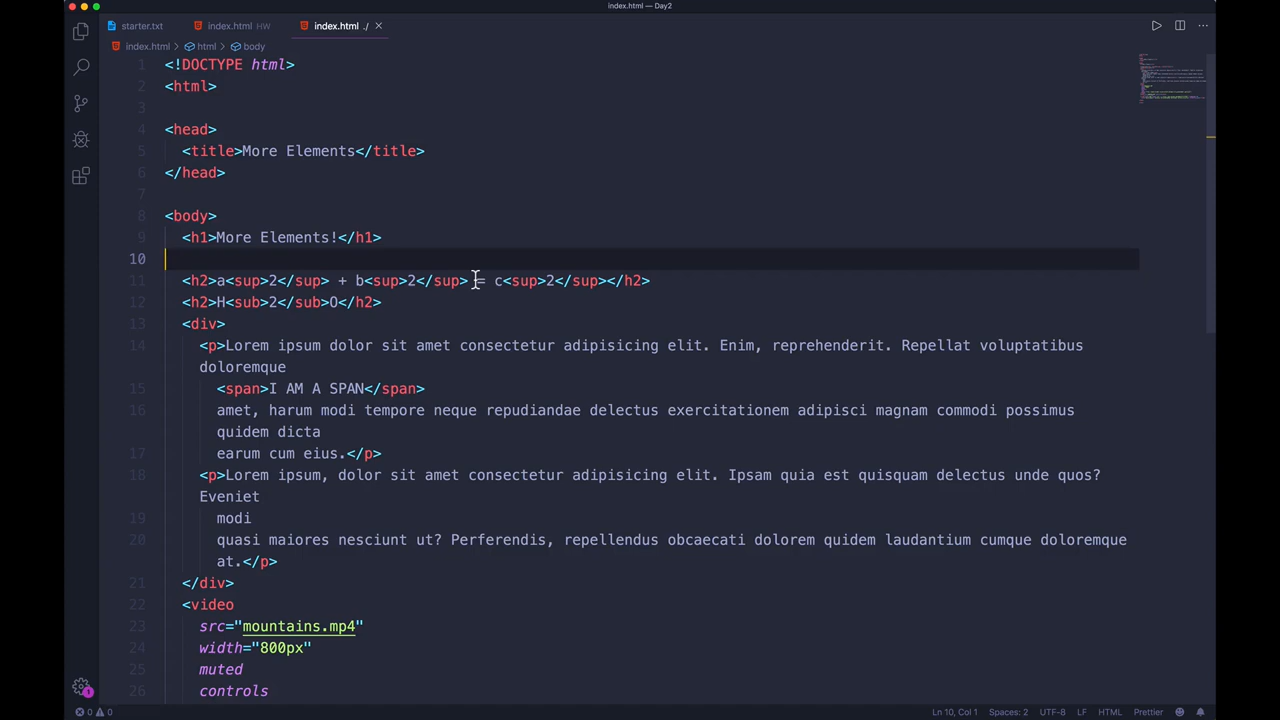 index.html — Day2
starter.txt index.html HW index.html ./
index.html html body
1 <!DOCTYPE html>
2 <html>
3
4 <head>
5 <title>More Elements</title>
6 </head>
7
8 <body>
9 <h1>More Elements!</h1>
10
11 <h2>a<sup>2</sup> + b<sup>2</sup> = c<sup>2</sup></h2>
12 <h2>H<sub>2</sub>O</h2>
13 <div>
14 <p>Lorem ipsum dolor sit amet consectetur adipisicing elit. Enim, reprehenderit. Repellat voluptatibus
doloremque
15 <span>I AM A SPAN</span>
16 amet, harum modi tempore neque repudiandae delectus exercitationem adipisci magnam commodi possimus
quidem dicta
17 earum cum eius.</p>
18 <p>Lorem ipsum, dolor sit amet consectetur adipisicing elit. Ipsam quia est quisquam delectus unde quos?
Eveniet
19 modi
20 quasi maiores nesciunt ut? Perferendis, repellendus obcaecati dolorem quidem laudantium cumque doloremque
at.</p>
21 </div>
22 <video
23 src="mountains.mp4"
24 width="800px"
25 muted
26 controls
1 0 0 Ln 10, Col 1 Spaces: 2 UTF-8 LF HTML Prettier